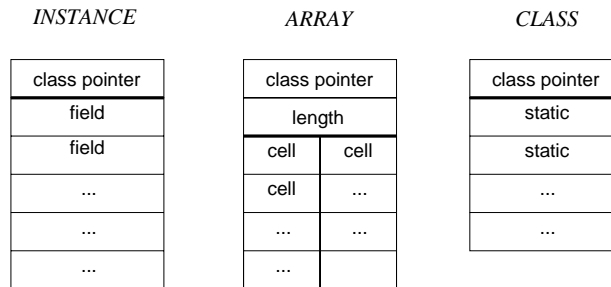 INSTANCE ARRAY CLASS
class pointer class pointer class pointer
field length static
field cell cell static
... cell ... ...
... ... ... ...
... ...